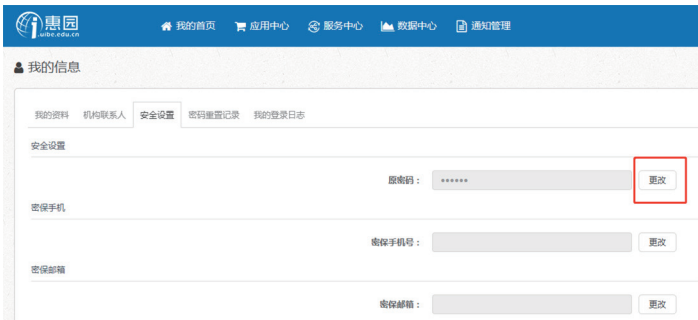 i惠园
.uibe.edu.cn
我的首页 应用中心 服务中心 数据中心 通知管理
我的信息
我的资料 机构联系人 安全设置 密码重置记录 我的登录日志
安全设置
原密码： •••••• 更改
密保手机
密保手机号： 更改
密保邮箱
密保邮箱： 更改